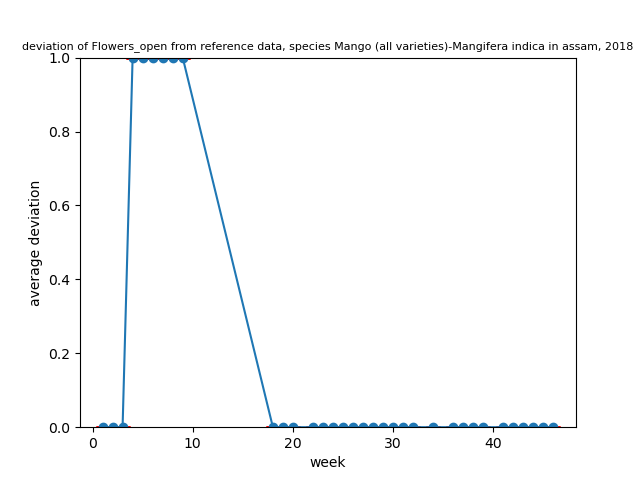 deviation of Flowers_open from reference data, species Mango (all varieties)-Mangifera indica in assam, 2018
1.0
0.8
0.6
0.4
0.2
0.0
average deviation
0 10 20 30 40
week